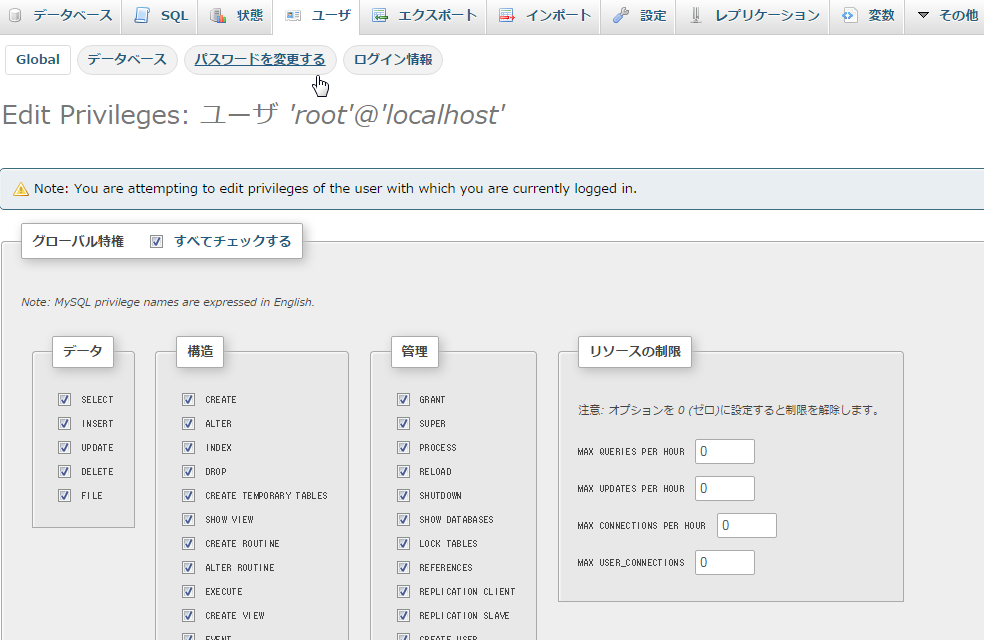 データベース SQL 状態 ユーザ エクスポート インポート 設定 レプリケーション 変数 その他
Global データベース パスワードを変更する ログイン情報
Edit Privileges: ユーザ 'root'@'localhost'
Note: You are attempting to edit privileges of the user with which you are currently logged in.
グローバル特権 すべてチェックする
Note: MySQL privilege names are expressed in English.
データ
SELECT
INSERT
UPDATE
DELETE
FILE
構造
CREATE
ALTER
INDEX
DROP
CREATE TEMPORARY TABLES
SHOW VIEW
CREATE ROUTINE
ALTER ROUTINE
EXECUTE
CREATE VIEW
EVENT
管理
GRANT
SUPER
PROCESS
RELOAD
SHUTDOWN
SHOW DATABASES
LOCK TABLES
REFERENCES
REPLICATION CLIENT
REPLICATION SLAVE
CREATE USER
リソースの制限
注意: オプションを 0 (ゼロ)に設定すると制限を解除します。
MAX QUERIES PER HOUR 0
MAX UPDATES PER HOUR 0
MAX CONNECTIONS PER HOUR 0
MAX USER_CONNECTIONS 0